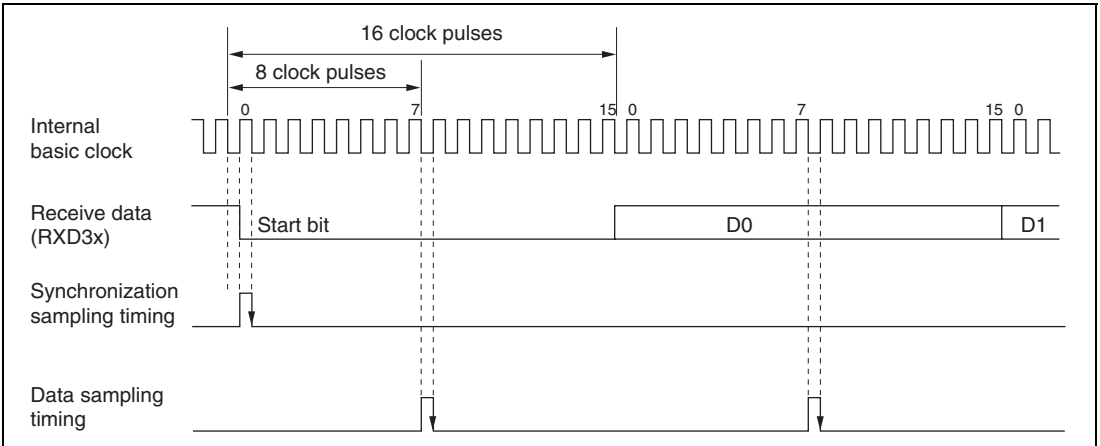 16 clock pulses
8 clock pulses
0 7 15 0 7 15 0
Internal
basic clock
Receive data
(RXD3x)
Start bit D0 D1
Synchronization
sampling timing
Data sampling
timing